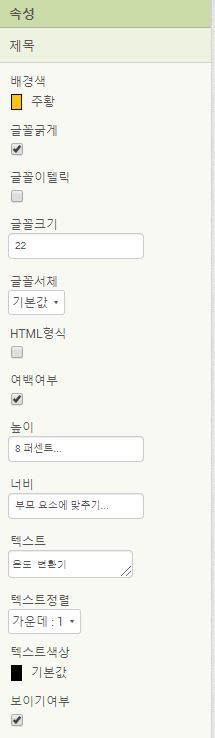 속성
제목
배경색
주황
글꼴굵게
글꼴이텔릭
글꼴크기
22
글꼴서체
기본값
HTML형식
여백여부
높이
8 퍼센트...
너비
부모 요소에 맞추기...
텍스트
온도 변환기
텍스트정렬
가운데 : 1
텍스트색상
기본값
보이기여부